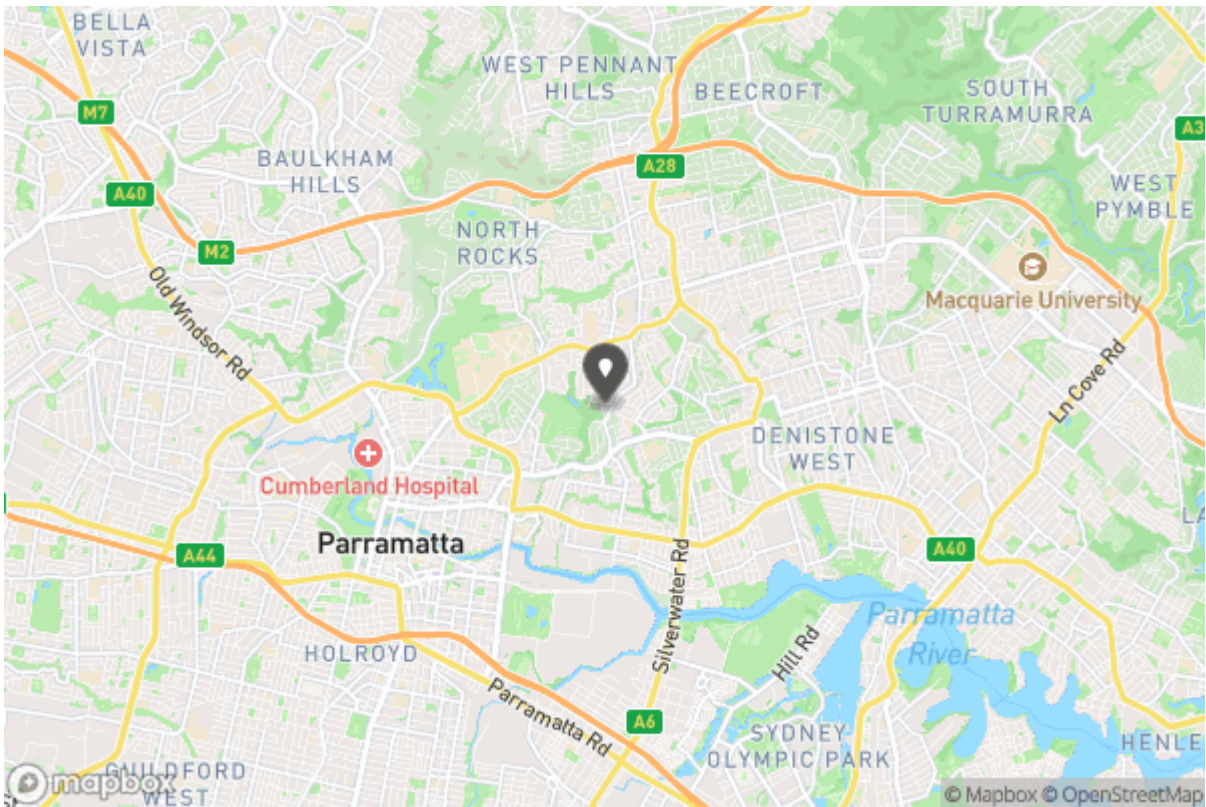 BELLA
VISTA
WEST PENNANT
HILLS
BEECROFT
SOUTH
TURRAMURRA
M7
A3
BAULKHAM
HILLS
A28
A40
WEST
PYMBLE
NORTH
ROCKS
M2
Macquarie University
Old Windsor Rd
Ln Cove Rd
DENISTONE
WEST
Cumberland Hospital
Parramatta
A44
A40
Silverwater Rd
Parramatta
River
Hill Rd
HOLROYD
Parramatta Rd
A6
SYDNEY
OLYMPIC PARK
HENLE
GUILDFORD
WEST
mapbox
© Mapbox © OpenStreetMap